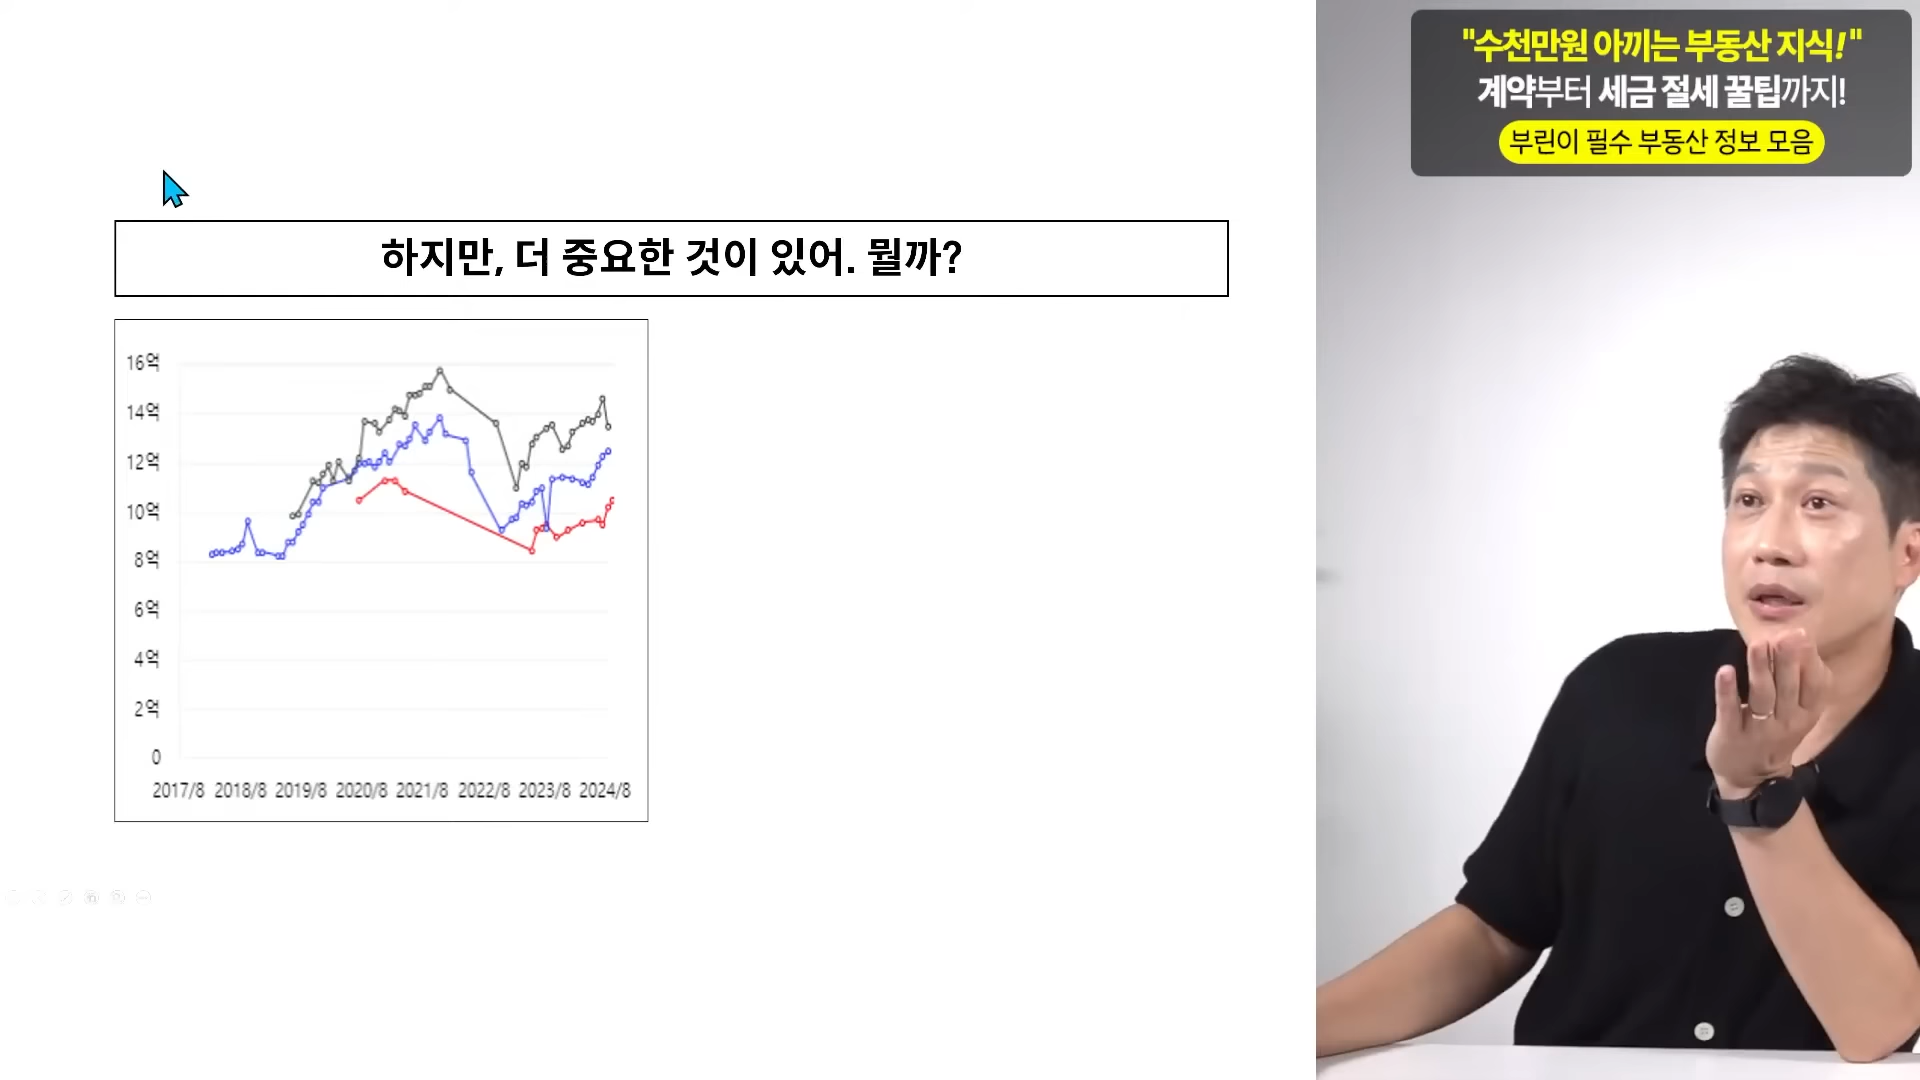 "수천만원 아끼는 부동산 지식!"
계약부터 세금 절세 꿀팁까지!
부린이 필수 부동산 정보 모음
하지만, 더 중요한 것이 있어. 뭘까?
16억
14억
12억
10억
8억
6억
4억
2억
0
2017/8 2018/8 2019/8 2020/8 2021/8 2022/8 2023/8 2024/8